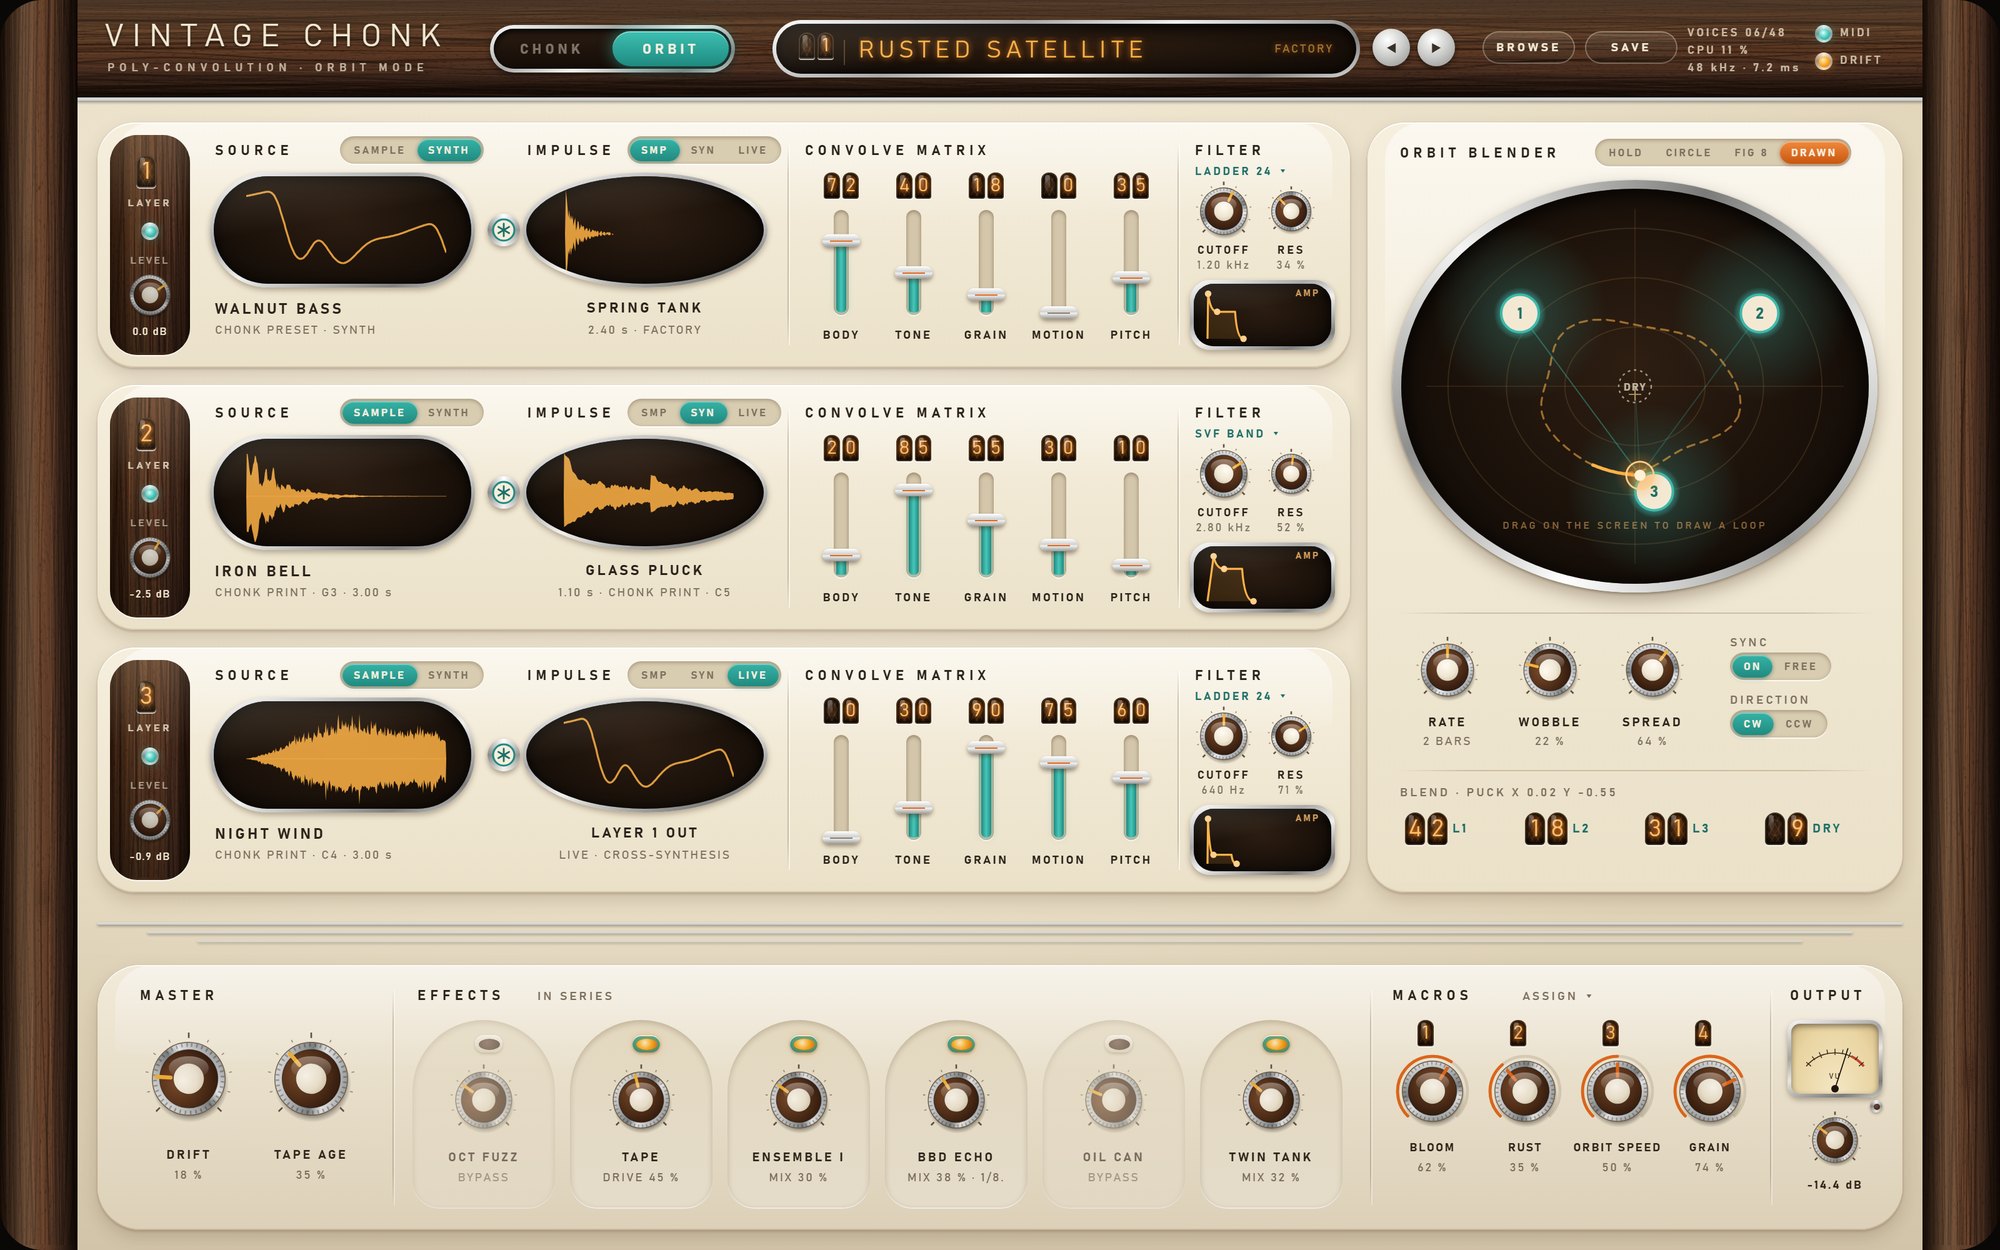 VINTAGE CHONK
POLY-CONVOLUTION · ORBIT MODE
CHONK ORBIT
1 RUSTED SATELLITE FACTORY
◀ ▶
BROWSE SAVE
VOICES 06/48
CPU 11 %
48 kHz · 7.2 ms
MIDI
DRIFT
1
LAYER
LEVEL
0.0 dB
SOURCE SAMPLE SYNTH
WALNUT BASS
CHONK PRESET · SYNTH
IMPULSE SMP SYN LIVE
SPRING TANK
2.40 s · FACTORY
CONVOLVE MATRIX
72 40 18 0 35
BODY TONE GRAIN MOTION PITCH
FILTER
LADDER 24
CUTOFF RES
1.20 kHz 34 %
AMP
2
LAYER
LEVEL
-2.5 dB
SOURCE SAMPLE SYNTH
IRON BELL
CHONK PRINT · G3 · 3.00 s
IMPULSE SMP SYN LIVE
GLASS PLUCK
1.10 s · CHONK PRINT · C5
CONVOLVE MATRIX
20 85 55 30 10
BODY TONE GRAIN MOTION PITCH
FILTER
SVF BAND
CUTOFF RES
2.80 kHz 52 %
AMP
3
LAYER
LEVEL
-0.9 dB
SOURCE SAMPLE SYNTH
NIGHT WIND
CHONK PRINT · C4 · 3.00 s
IMPULSE SMP SYN LIVE
LAYER 1 OUT
LIVE · CROSS-SYNTHESIS
CONVOLVE MATRIX
0 30 90 75 60
BODY TONE GRAIN MOTION PITCH
FILTER
LADDER 24
CUTOFF RES
640 Hz 71 %
AMP
ORBIT BLENDER HOLD CIRCLE FIG 8 DRAWN
1 2
DRY
3
DRAG ON THE SCREEN TO DRAW A LOOP
RATE WOBBLE SPREAD
2 BARS 22 % 64 %
SYNC
ON FREE
DIRECTION
CW CCW
BLEND · PUCK X 0.02 Y -0.55
42 L1 18 L2 31 L3 9 DRY
MASTER
DRIFT TAPE AGE
18 % 35 %
EFFECTS IN SERIES
OCT FUZZ TAPE ENSEMBLE I BBD ECHO OIL CAN TWIN TANK
BYPASS DRIVE 45 % MIX 30 % MIX 38 % · 1/8. BYPASS MIX 32 %
MACROS ASSIGN
1 2 3 4
BLOOM RUST ORBIT SPEED GRAIN
62 % 35 % 50 % 74 %
OUTPUT
VU
-14.4 dB